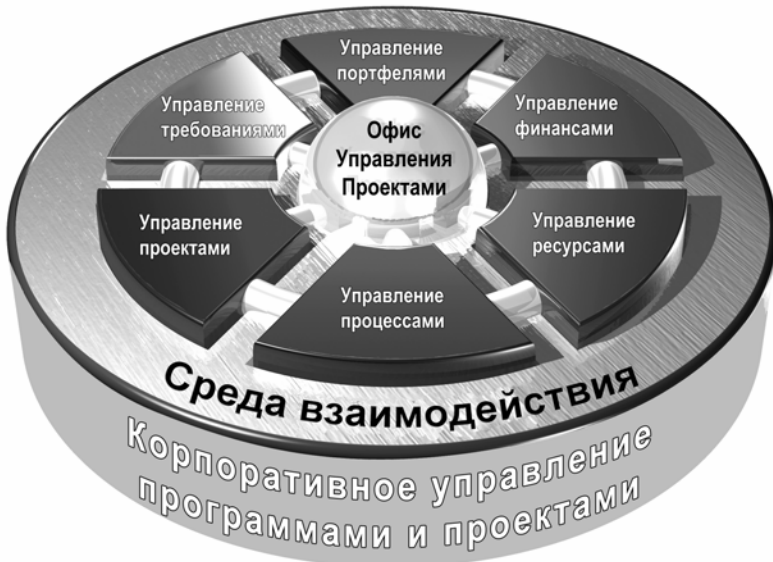 Управление
портфелями
Управление
требованиями
Управление
финансами
Офис
Управления
Проектами
Управление
проектами
Управление
ресурсами
Управление
процессами
Среда взаимодействия
Корпоративное управление
программами и проектами